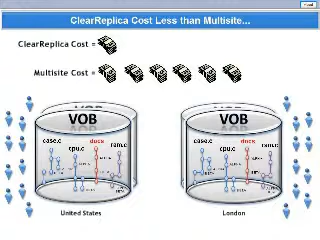 ClearReplica Cost Less than Multisite...
ClearReplica Cost =
Multisite Cost =
VOB
VOB
case.c
docs
ram.c
cpu.c
case.c
docs
ram.c
cpu.c
United States
London